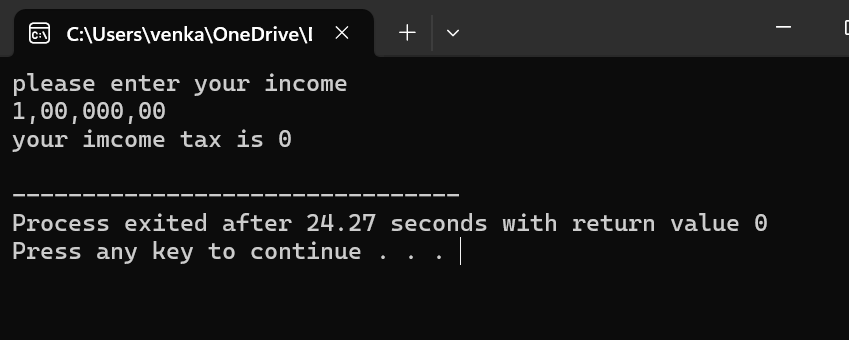 C:\Users\venka\OneDrive\I
please enter your income
1,00,000,00
your imcome tax is 0
--------------------------------
Process exited after 24.27 seconds with return value 0
Press any key to continue . . .